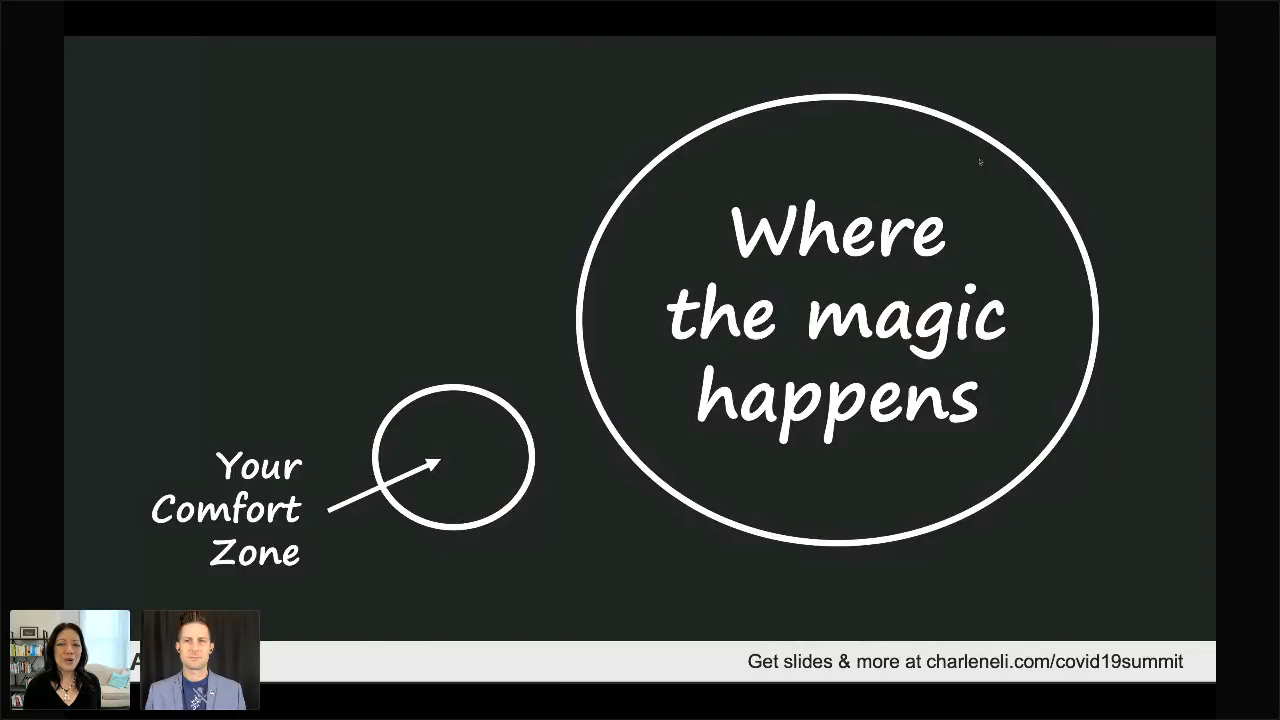 Where
the magic
happens
Your
Comfort
Zone
Get slides & more at charleneli.com/covid19summit